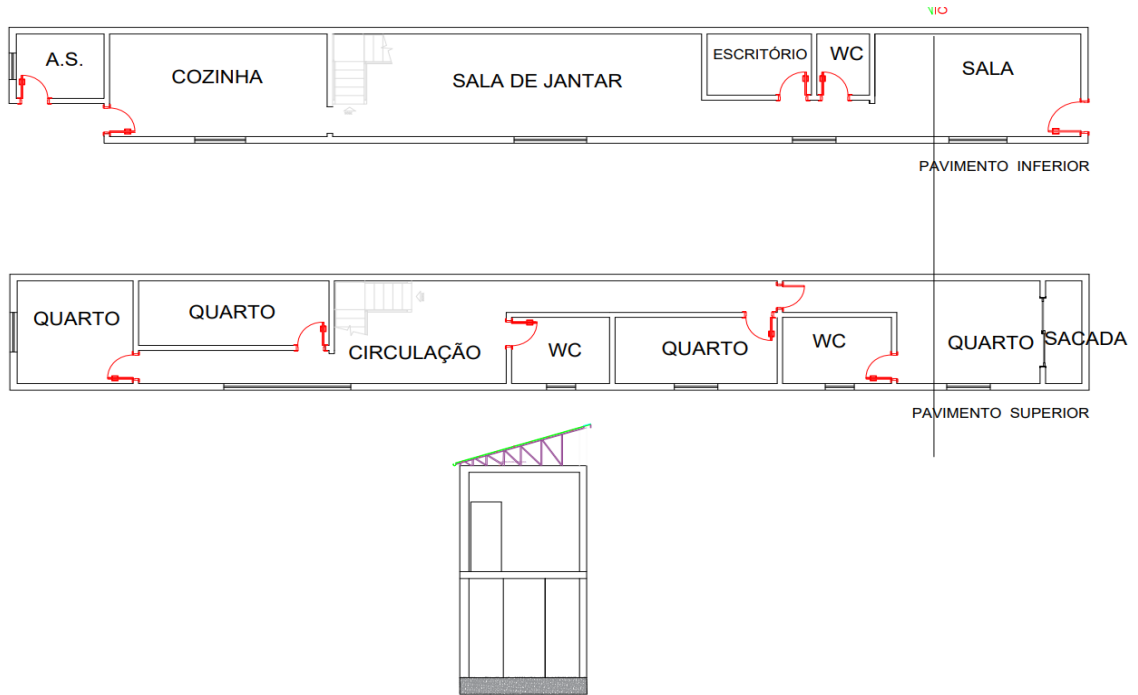 A.S.
COZINHA
SALA DE JANTAR
ESCRITÓRIO
WC
SALA
PAVIMENTO INFERIOR
QUARTO
QUARTO
CIRCULAÇÃO
WC
QUARTO
WC
QUARTO
SACADA
PAVIMENTO SUPERIOR